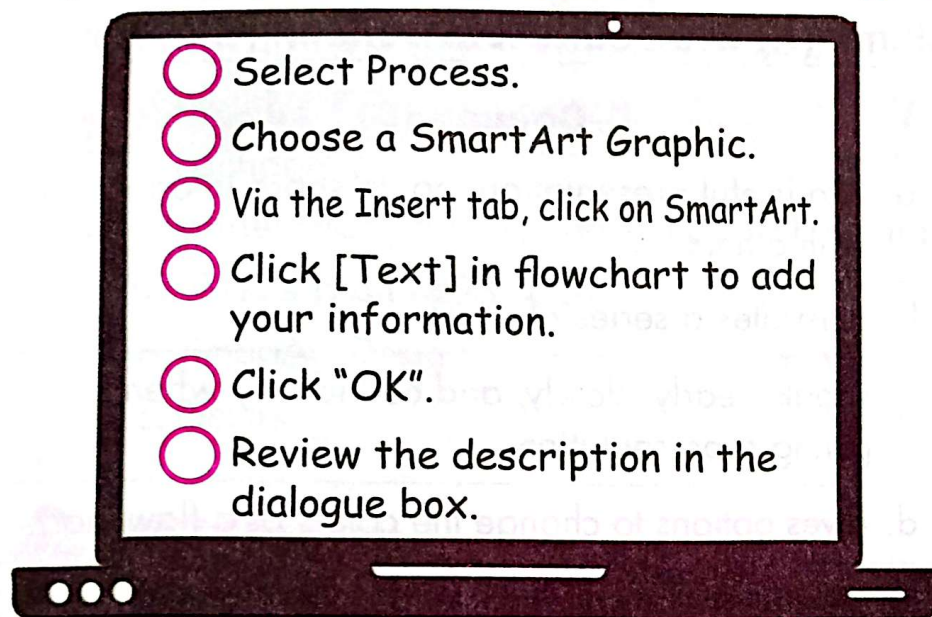 Select Process.
Choose a SmartArt Graphic.
Via the Insert tab, click on SmartArt.
Click [Text] in flowchart to add
your information.
Click “OK”.
Review the description in the
dialogue box.